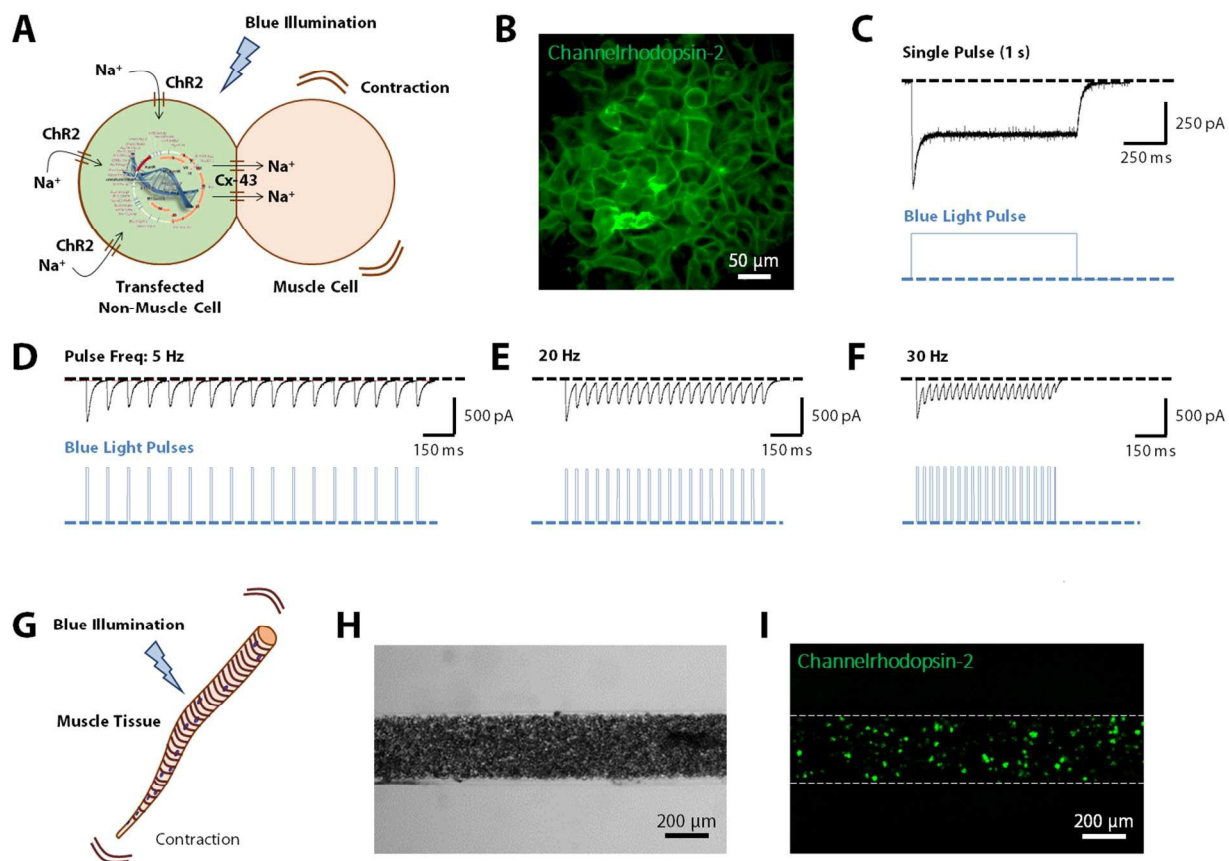 A
Blue Illumination
Na⁺
ChR2
Contraction
ChR2
Na⁺
Na⁺
Cx-43
Na⁺
ChR2
Na⁺
Transfected
Non-Muscle Cell
Muscle Cell
B
Channelrhodopsin-2
50 µm
C
Single Pulse (1 s)
250 pA
250 ms
Blue Light Pulse
D
Pulse Freq: 5 Hz
500 pA
150 ms
Blue Light Pulses
E
20 Hz
500 pA
150 ms
F
30 Hz
500 pA
150 ms
G
Blue Illumination
Muscle Tissue
Contraction
H
200 µm
I
Channelrhodopsin-2
200 µm